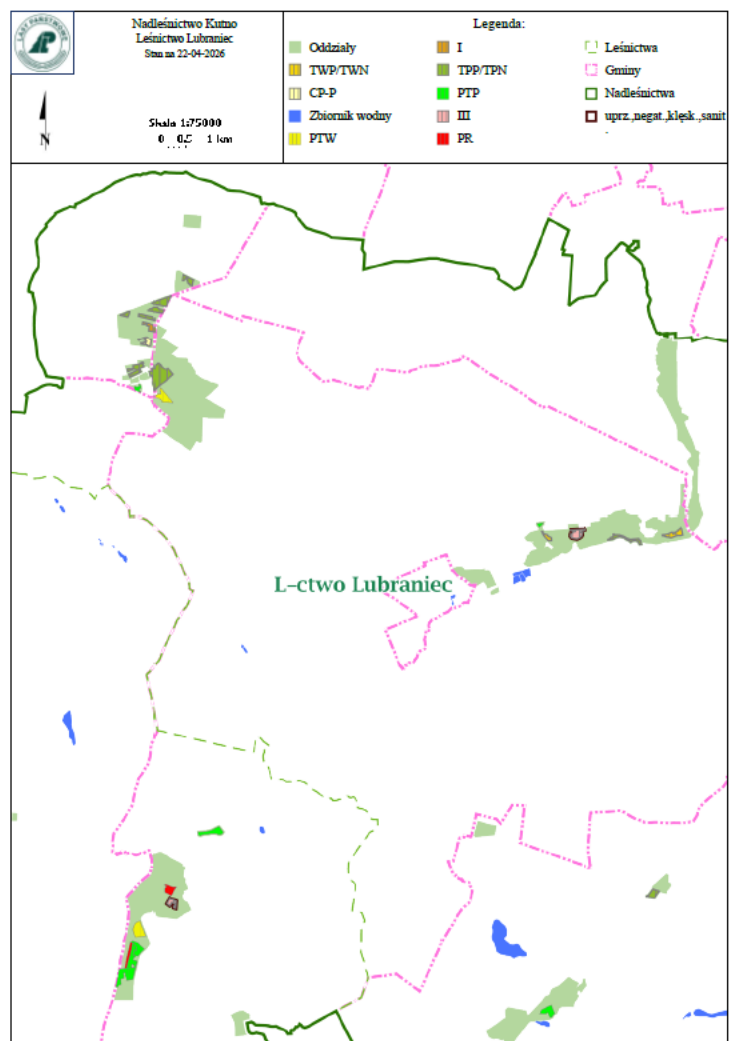 LASY PAŃSTWOWE
Nadleśnictwo Kutno
Leśnictwo Lubraniec
Stan na 22-04-2026
N
Skala 1:75000
0 0.5 1 km
Legenda:
Oddziały
I
Leśnictwa
TWP/TWN
TPP/TPN
Gminy
CP-P
PTP
Nadleśnictwa
Zbiornik wodny
III
uprz.,negat.,klęsk.,sanit
PTW
PR
-
L-ctwo Lubraniec